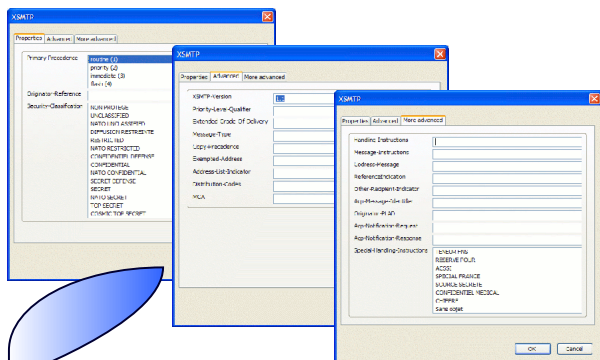 XSMTP
Properties Advanced More advanced
Primary Precedence
routine (1)
priority (2)
immediate (3)
flash (4)
Originator-Reference
Security-Classification
NON PROTEGE
UNCLASSIFIED
NATO UNCLASSIFIED
DIFFUSION RESTREINTE
RESTRICTED
NATO RESTRICTED
CONFIDENTIEL DEFENSE
CONFIDENTIAL
NATO CONFIDENTIAL
SECRET DEFENSE
SECRET
NATO SECRET
TOP SECRET
COSMIC TOP SECRET
XSMTP
Properties Advanced More advanced
XSMTP-Version
Priority-Level-Qualifier
Extended Grade Of Delivery
Message-Type
Copy Precedence
Exempted-Address
Address-List-Indicator
Distribution-Codes
MCA
XSMTP
Properties Advanced More advanced
Handling Instructions
Message-Instructions
Codress-Message
ReferenceIndication
Other-Recipient-Indicator
Acp-Message-Identifier
Originator-PLAD
Acp-Notification-Request
Acp-Notification-Response
Special-Handling-Instructions
RESERVE POUR
ACSSI
SPECIAL FRANCE
SOURCE SECRETE
CONFIDENTIEL MEDICAL
CHIFFRE
Sans objet
OK Cancel